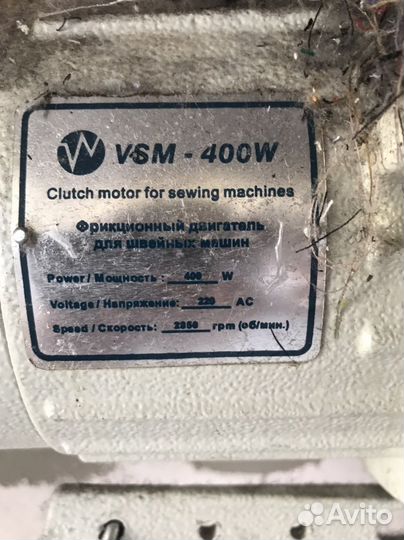 VSM - 400W
Clutch motor for sewing machines
Фрикционный двигатель
для швейных машин
Power / Мощность : 400 W
Voltage / Напряжение: 220 AC
Speed / Скорость: 2850 rpm (об/мин.)
Avito